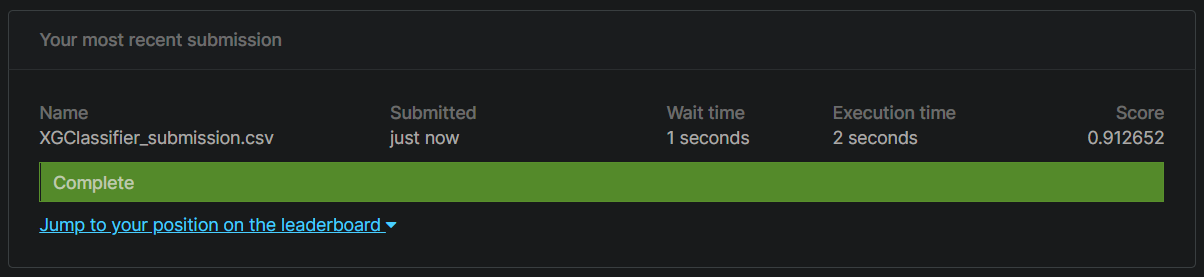 Your most recent submission
Name Submitted Wait time Execution time Score
XGClassifier_submission.csv just now 1 seconds 2 seconds 0.912652
Complete
Jump to your position on the leaderboard